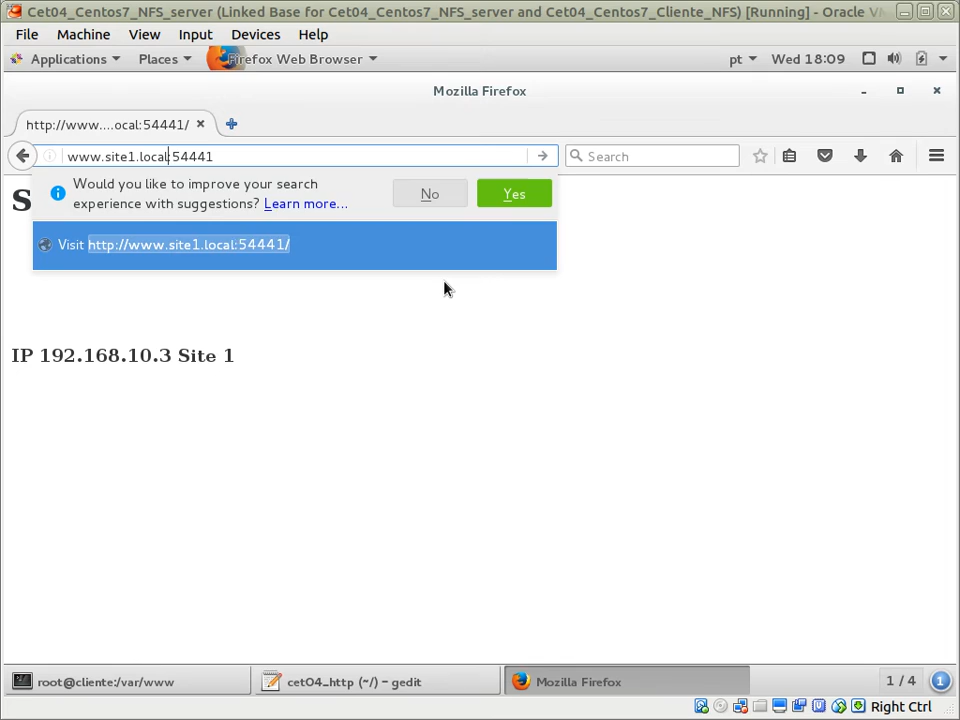 Cet04_Centos7_NFS_server (Linked Base for Cet04_Centos7_NFS_server and Cet04_Centos7_Cliente_NFS) [Running] - Oracle
File Machine View Input Devices Help
Applications Places Firefox Web Browser pt Wed 18:09
Mozilla Firefox
http://www....ocal:54441/
www.site1.local:54441 Search
Would you like to improve your search
experience with suggestions? Learn more... No Yes
S
Visit http://www.site1.local:54441/
IP 192.168.10.3 Site 1
root@cliente:/var/www cet04_http (~/) - gedit Mozilla Firefox 1 / 4 1
Right Ctrl